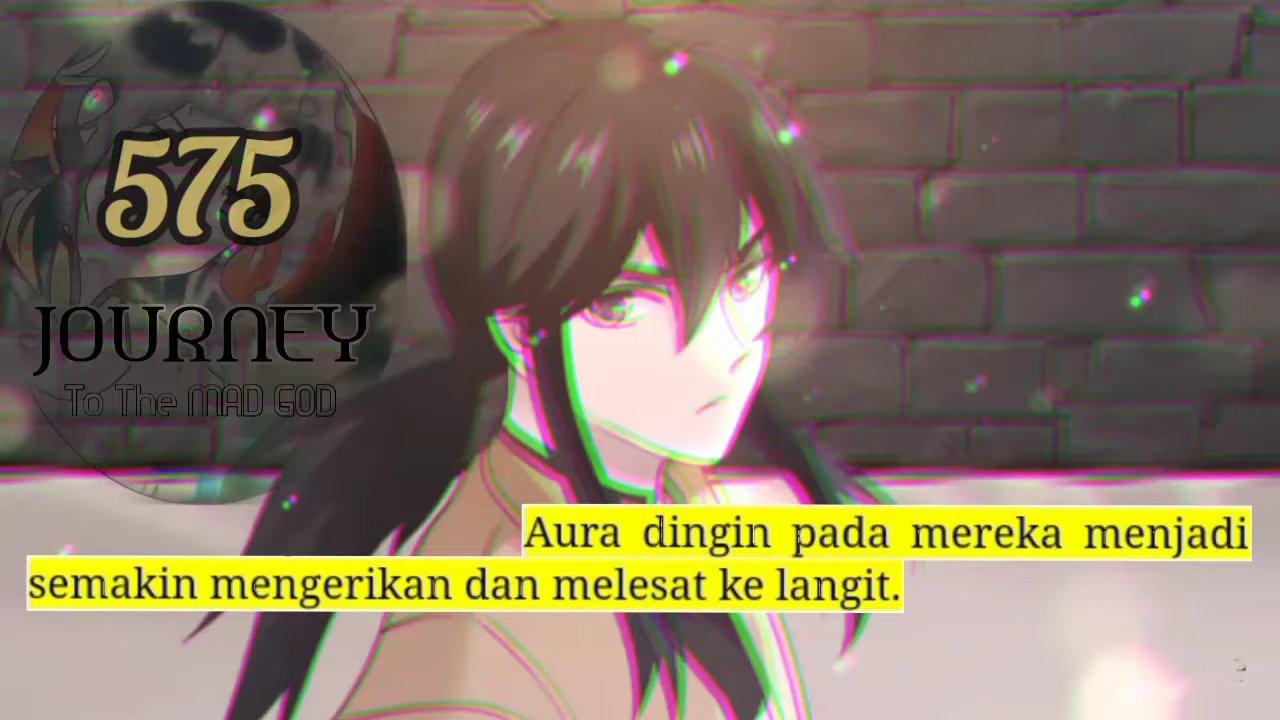 575
JOURNEY
To The MAD GOD
Aura dingin pada mereka menjadi
semakin mengerikan dan melesat ke langit.